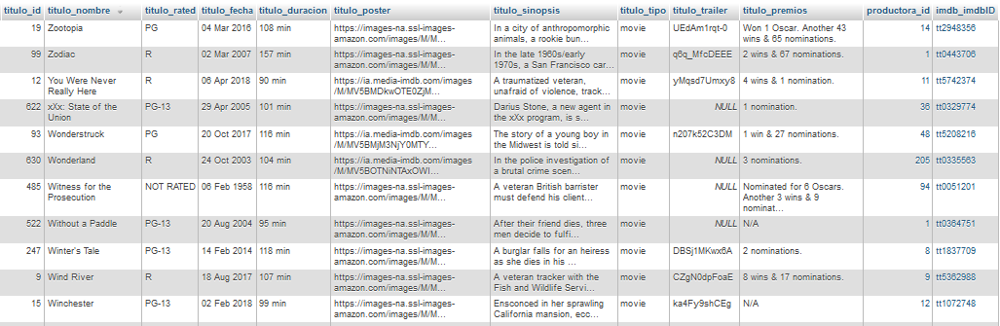 titulo_id titulo_nombre titulo_rated titulo_fecha titulo_duracion titulo_poster titulo_sinopsis titulo_tipo titulo_trailer titulo_premios productora_id imdb_imdbID
19 Zootopia PG 04 Mar 2016 108 min https://images-na.ssl-images- In a city of anthropomorphic movie UEdAm1rqt-0 Won 1 Oscar. Another 43 14 tt2948356
amazon.com/images/M/M... animals, a rookie bun... wins & 65 nominations.
99 Zodiac R 02 Mar 2007 157 min https://images-na.ssl-images- In the late 1960s/early movie q6q_MfcDEEE 2 wins & 67 nominations. 1 tt0443706
amazon.com/images/M/M... 1970s, a San Francisco car...
12 You Were Never R 06 Apr 2018 90 min https://ia.media-imdb.com/images A traumatized veteran, movie yMqsd7Umxy8 4 wins & 1 nomination. 11 tt5742374
Really Here /M/MV5BMDkwOTE0ZjM... unafraid of violence, track...
622 xXx: State of the PG-13 29 Apr 2005 101 min https://images-na.ssl-images- Darius Stone, a new agent in movie NULL 1 nomination. 36 tt0329774
Union amazon.com/images/M/M... the xXx program, is s...
93 Wonderstruck PG 20 Oct 2017 116 min https://ia.media-imdb.com/images The story of a young boy in movie n207k52C3DM 1 win & 27 nominations. 48 tt5208216
/M/MV5BMjM3NjY0MTY... the Midwest is told si...
630 Wonderland R 24 Oct 2003 104 min https://ia.media-imdb.com/images In the police investigation of movie NULL 3 nominations. 205 tt0335563
/M/MV5BOTNiNTAxOWI... a brutal crime scen...
485 Witness for the NOT RATED 06 Feb 1958 116 min https://images-na.ssl-images- A veteran British barrister movie NULL Nominated for 6 Oscars. 94 tt0051201
Prosecution amazon.com/images/M/M... must defend his client... Another 3 wins & 9
nominat...
522 Without a Paddle PG-13 20 Aug 2004 95 min https://images-na.ssl-images- After their friend dies, three movie NULL N/A 1 tt0364751
amazon.com/images/M/M... men decide to fulfi...
247 Winter's Tale PG-13 14 Feb 2014 118 min https://images-na.ssl-images- A burglar falls for an heiress movie DBSj1MKwx6A 2 nominations. 8 tt1837709
amazon.com/images/M/M... as she dies in his ...
9 Wind River R 18 Aug 2017 107 min https://images-na.ssl-images- A veteran tracker with the movie CZgN0dpFoaE 8 wins & 17 nominations. 9 tt5362988
amazon.com/images/M/M... Fish and Wildlife Servi...
15 Winchester PG-13 02 Feb 2018 99 min https://images-na.ssl-images- Ensconced in her sprawling movie ka4Fy9shCEg N/A 12 tt1072748
amazon.com/images/M/M... California mansion, ecc...